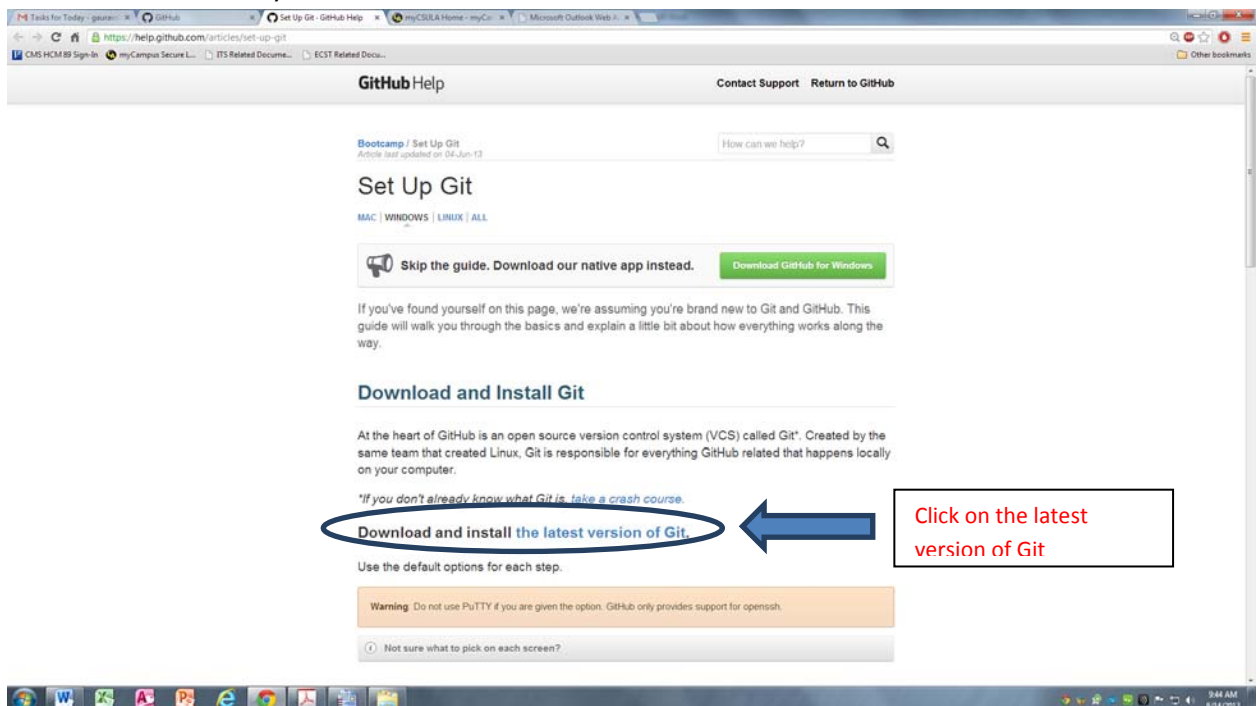 Tasks for Today - gaurav
GitHub
Set Up Git · GitHub Help
myCSULA Home - myCa
Microsoft Outlook Web A
https://help.github.com/articles/set-up-git
CMS HCM 89 Sign-In
myCampus Secure L...
ITS Related Docume...
ECST Related Docu...
Other bookmarks
GitHub Help
Contact Support
Return to GitHub
Bootcamp / Set Up Git
Article last updated on 04-Jun-13
How can we help?
Set Up Git
MAC | WINDOWS | LINUX | ALL
Skip the guide. Download our native app instead.
Download GitHub for Windows
If you've found yourself on this page, we're assuming you're brand new to Git and GitHub. This
guide will walk you through the basics and explain a little bit about how everything works along the
way.
Download and Install Git
At the heart of GitHub is an open source version control system (VCS) called Git*. Created by the
same team that created Linux, Git is responsible for everything GitHub related that happens locally
on your computer.
*If you don't already know what Git is, take a crash course.
Download and install the latest version of Git.
Click on the latest
version of Git
Use the default options for each step.
Warning: Do not use PuTTY if you are given the option. GitHub only provides support for openssh.
Not sure what to pick on each screen?
9:44 AM